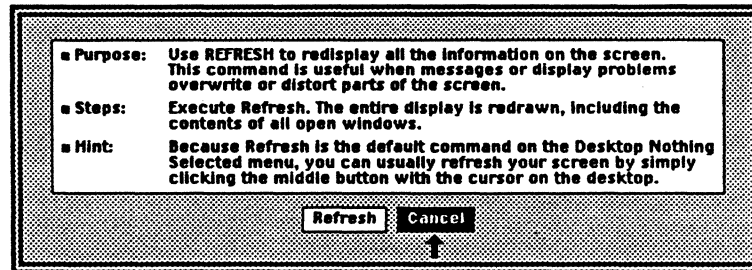 ▪ Purpose: Use REFRESH to redisplay all the information on the screen.
This command is useful when messages or display problems
overwrite or distort parts of the screen.
▪ Steps: Execute Refresh. The entire display is redrawn, including the
contents of all open windows.
▪ Hint: Because Refresh is the default command on the Desktop Nothing
Selected menu, you can usually refresh your screen by simply
clicking the middle button with the cursor on the desktop.
Refresh Cancel